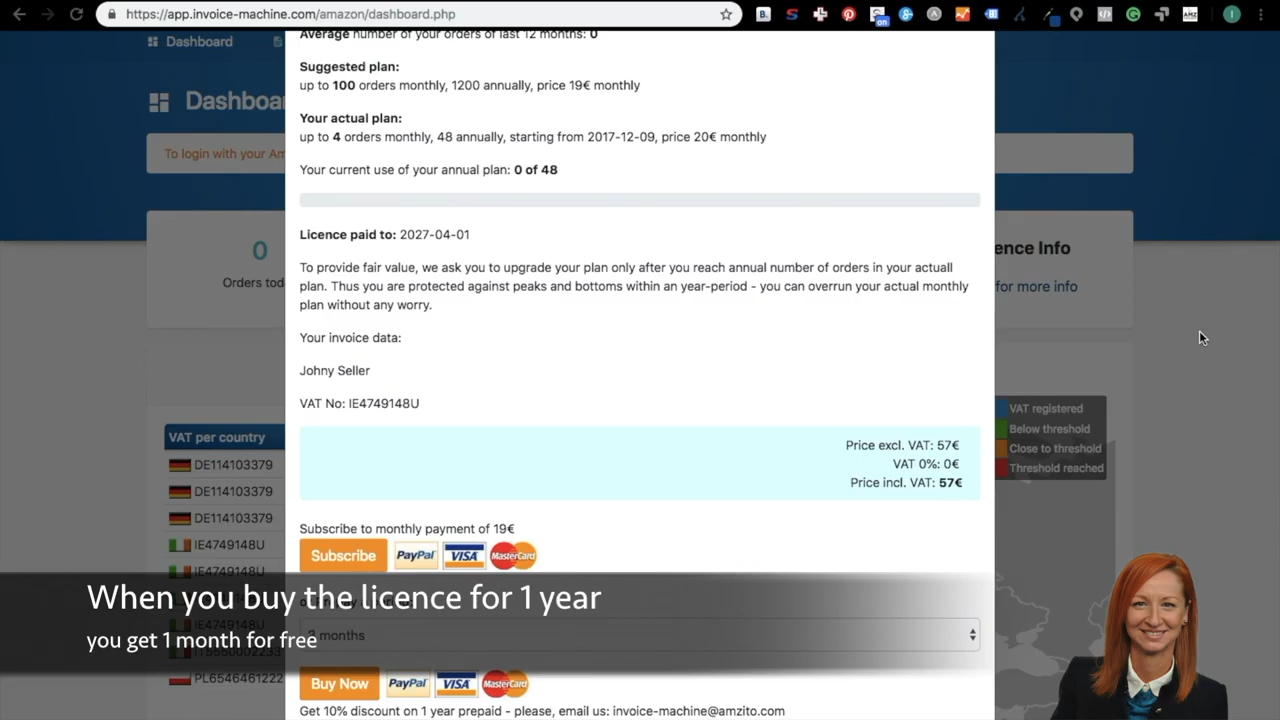 https://app.invoice-machine.com/amazon/dashboard.php
Dashboard
Average number of your orders of last 12 months: 0
Suggested plan:
up to 100 orders monthly, 1200 annually, price 19€ monthly
Dashboa
Your actual plan:
up to 4 orders monthly, 48 annually, starting from 2017-12-09, price 20€ monthly
To login with your Am
Your current use of your annual plan: 0 of 48
Licence paid to: 2027-04-01
0
Orders tod
ence Info
for more info
To provide fair value, we ask you to upgrade your plan only after you reach annual number of orders in your actuall
plan. Thus you are protected against peaks and bottoms within an year-period - you can overrun your actual monthly
plan without any worry.
Your invoice data:
Johny Seller
VAT No: IE4749148U
VAT per country
DE114103379
DE114103379
DE114103379
IE4749148U
IE4749148U
IE4749148U
PL6546461222
VAT registered
Below threshold
Close to threshold
Threshold reached
Price excl. VAT: 57€
VAT 0%: 0€
Price incl. VAT: 57€
Subscribe to monthly payment of 19€
Subscribe PayPal VISA MasterCard
When you buy the licence for 1 year
you get 1 month for free
months
Buy Now PayPal VISA MasterCard
Get 10% discount on 1 year prepaid - please, email us: invoice-machine@amzito.com